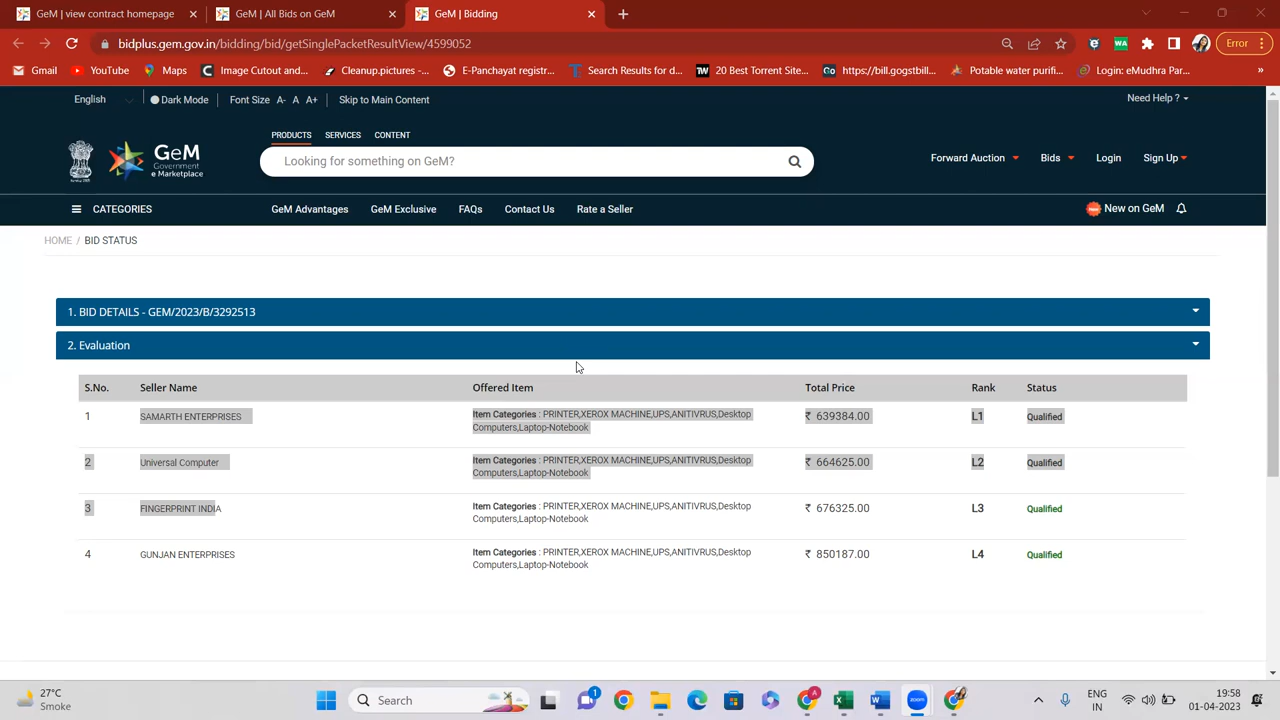 GeM | view contract homepage
GeM | All Bids on GeM
GeM | Bidding
bidplus.gem.gov.in/bidding/bid/getSinglePacketResultView/4599052
Error
Gmail YouTube Maps Image Cutout and... Cleanup.pictures -... E-Panchayat registr... Search Results for d... 20 Best Torrent Site... https://bill.gogstbill... Potable water purifi... Login: eMudhra Par... »
English Dark Mode Font Size A- A A+ Skip to Main Content Need Help ?
PRODUCTS SERVICES CONTENT
GeM
Government
e Marketplace
Looking for something on GeM?
Forward Auction Bids Login Sign Up
CATEGORIES GeM Advantages GeM Exclusive FAQs Contact Us Rate a Seller New on GeM
HOME / BID STATUS
1. BID DETAILS - GEM/2023/B/3292513
2. Evaluation
S.No. Seller Name Offered Item Total Price Rank Status
1 SAMARTH ENTERPRISES Item Categories : PRINTER,XEROX MACHINE,UPS,ANITIVRUS,Desktop Computers,Laptop-Notebook ₹ 639384.00 L1 Qualified
2 Universal Computer Item Categories : PRINTER,XEROX MACHINE,UPS,ANITIVRUS,Desktop Computers,Laptop-Notebook ₹ 664625.00 L2 Qualified
3 FINGERPRINT INDIA Item Categories : PRINTER,XEROX MACHINE,UPS,ANITIVRUS,Desktop Computers,Laptop-Notebook ₹ 676325.00 L3 Qualified
4 GUNJAN ENTERPRISES Item Categories : PRINTER,XEROX MACHINE,UPS,ANITIVRUS,Desktop Computers,Laptop-Notebook ₹ 850187.00 L4 Qualified
27°C
Smoke
Search
1
zoom
ENG
IN
19:58
01-04-2023